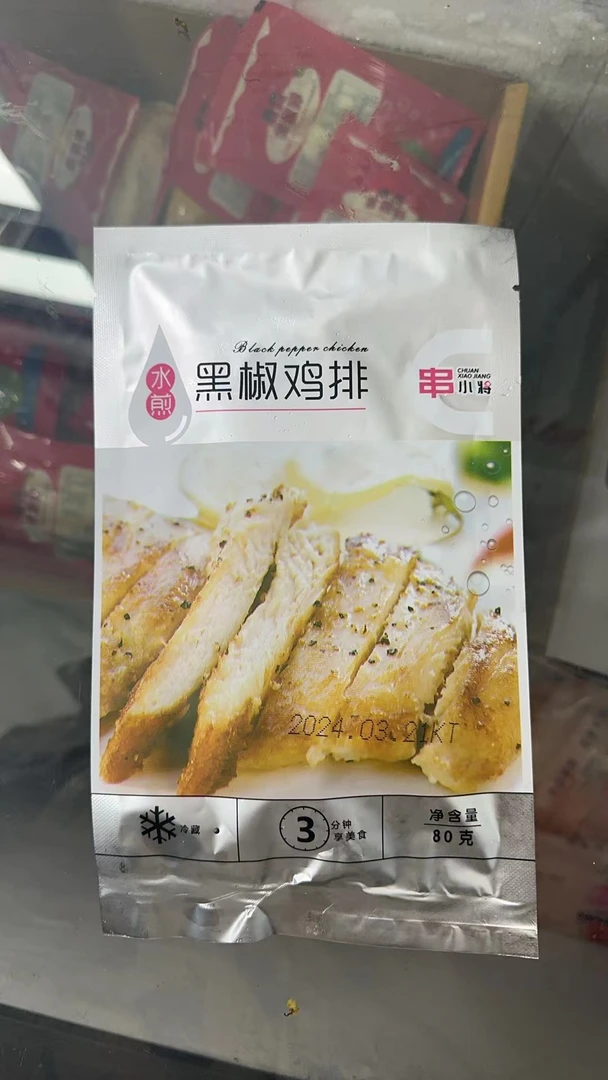 Black pepper chicken
水煎
黑椒鸡排
串小将
CHUAN
XIAO JIANG
2024.03.21KT
冷藏
3
分钟
享美食
净含量
80克